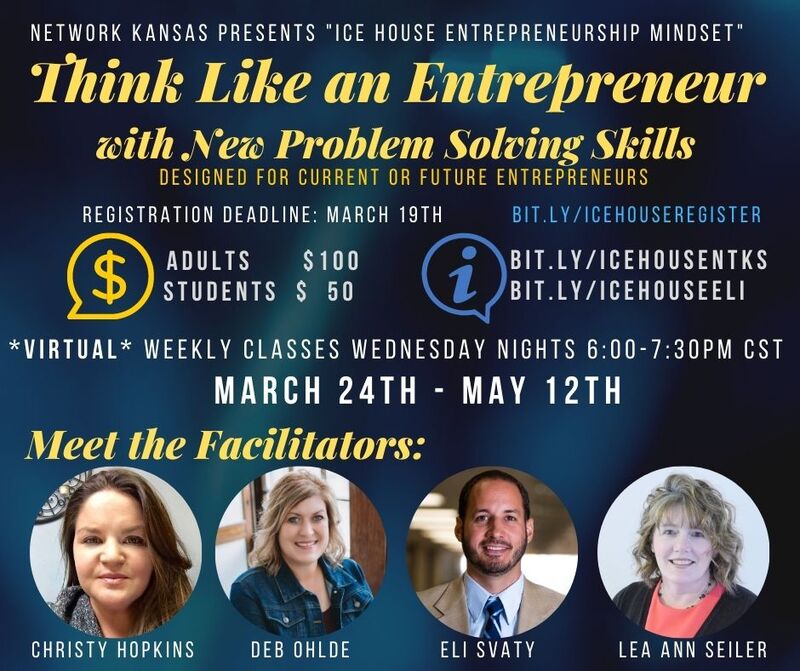 NETWORK KANSAS PRESENTS "ICE HOUSE ENTREPRENEURSHIP MINDSET"
Think Like an Entrepreneur
with New Problem Solving Skills
DESIGNED FOR CURRENT OR FUTURE ENTREPRENEURS
REGISTRATION DEADLINE: MARCH 19TH BIT.LY/ICEHOUSEREGISTER
$ ADULTS $100 i BIT.LY/ICEHOUSENTKS
STUDENTS $ 50 BIT.LY/ICEHOUSEELI
*VIRTUAL* WEEKLY CLASSES WEDNESDAY NIGHTS 6:00-7:30PM CST
MARCH 24TH - MAY 12TH
Meet the Facilitators:
CHRISTY HOPKINS DEB OHLDE ELI SVATY LEA ANN SEILER